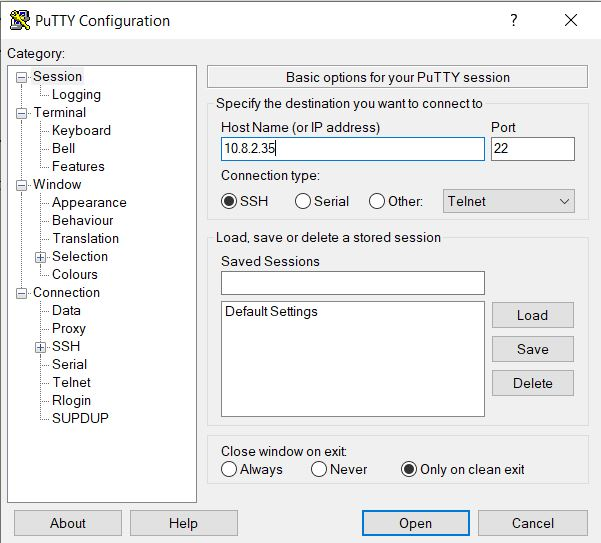 PuTTY Configuration
?
Category:
Session
Logging
Terminal
Keyboard
Bell
Features
Window
Appearance
Behaviour
Translation
Selection
Colours
Connection
Data
Proxy
SSH
Serial
Telnet
Rlogin
SUPDUP
Basic options for your PuTTY session
Specify the destination you want to connect to
Host Name (or IP address) Port
10.8.2.35 22
Connection type:
SSH Serial Other: Telnet
Load, save or delete a stored session
Saved Sessions
Default Settings
Load
Save
Delete
Close window on exit:
Always Never Only on clean exit
About Help Open Cancel